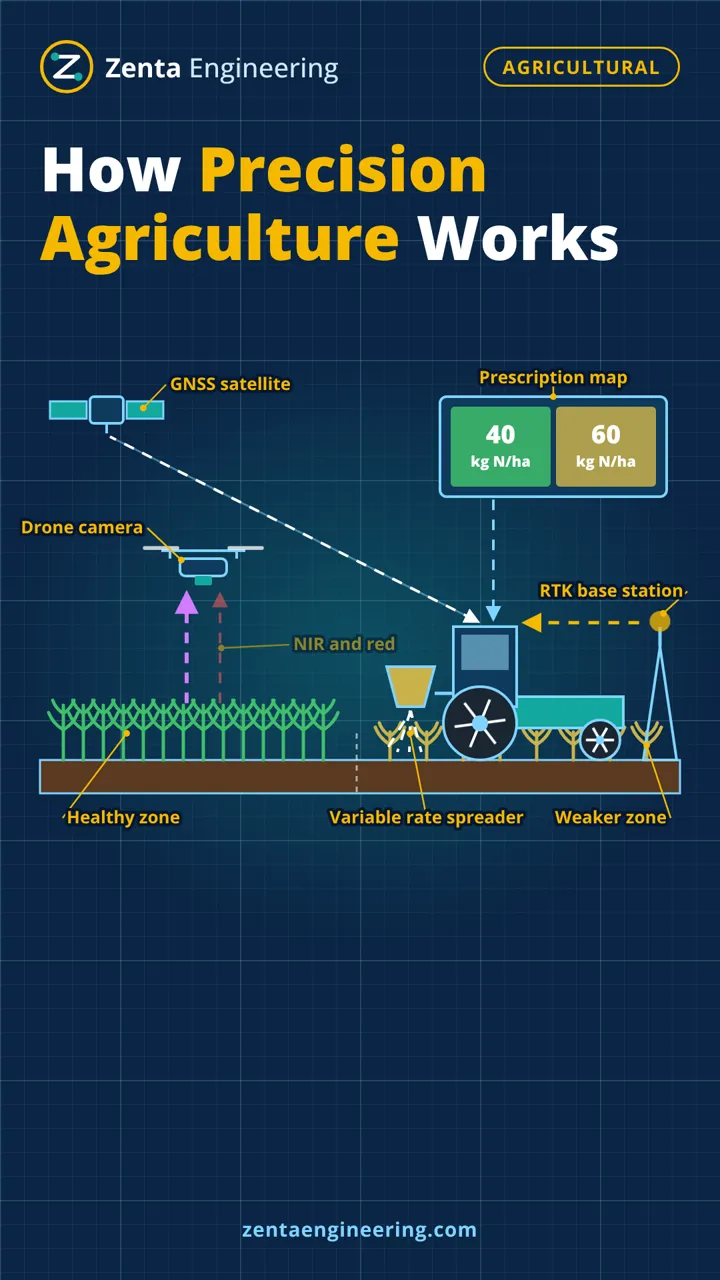 Zenta Engineering
AGRICULTURAL
How Precision
Agriculture Works
GNSS satellite
Prescription map
40
kg N/ha
60
kg N/ha
Drone camera
RTK base station
NIR and red
Healthy zone
Variable rate spreader
Weaker zone
zentaengineering.com